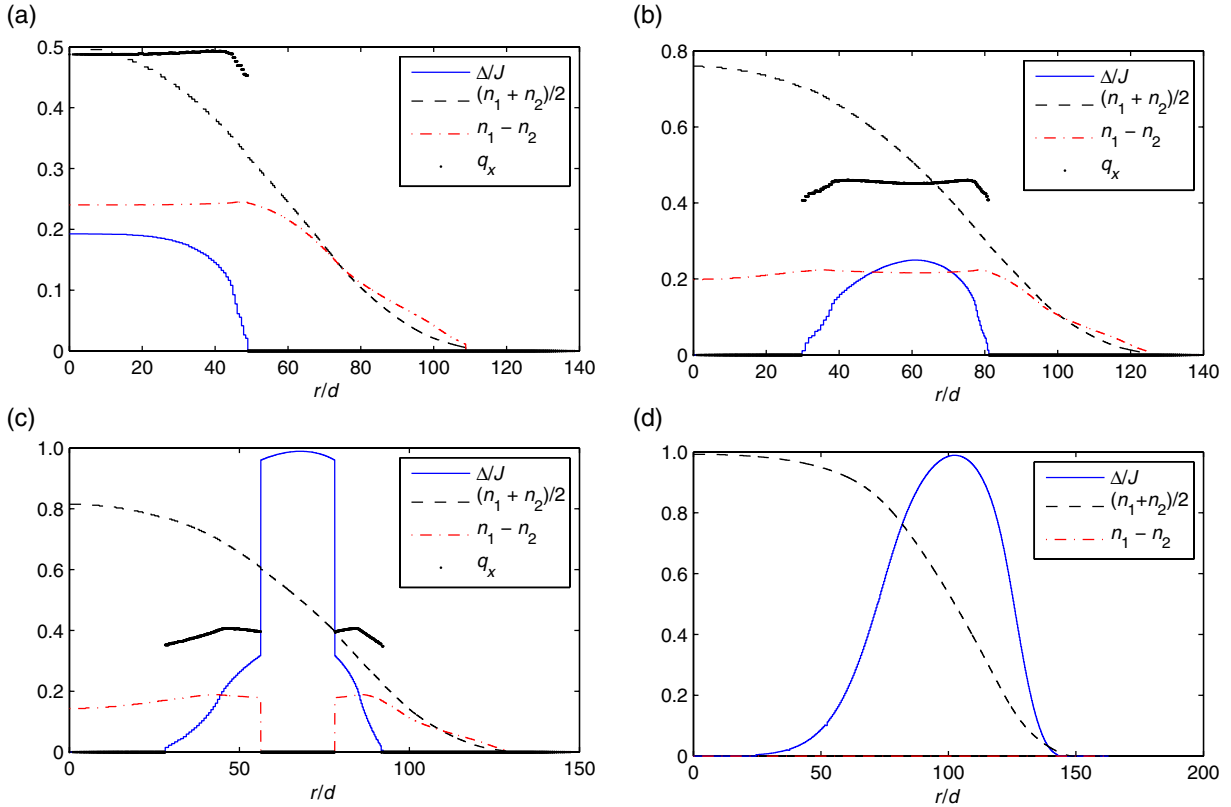 (a)
0.5
0.4
0.3
0.2
0.1
0
0 20 40 60 80 100 120 140
r/d
Δ/J
(n₁ + n₂)/2
n₁ − n₂
qₓ
(b)
0.8
0.6
0.4
0.2
0
0 20 40 60 80 100 120 140
r/d
Δ/J
(n₁ + n₂)/2
n₁ − n₂
qₓ
(c)
1.0
0.8
0.6
0.4
0.2
0
0 50 100 150
r/d
Δ/J
(n₁ + n₂)/2
n₁ − n₂
qₓ
(d)
1.0
0.8
0.6
0.4
0.2
0
0 50 100 150 200
r/d
Δ/J
(n₁+n₂)/2
n₁ − n₂